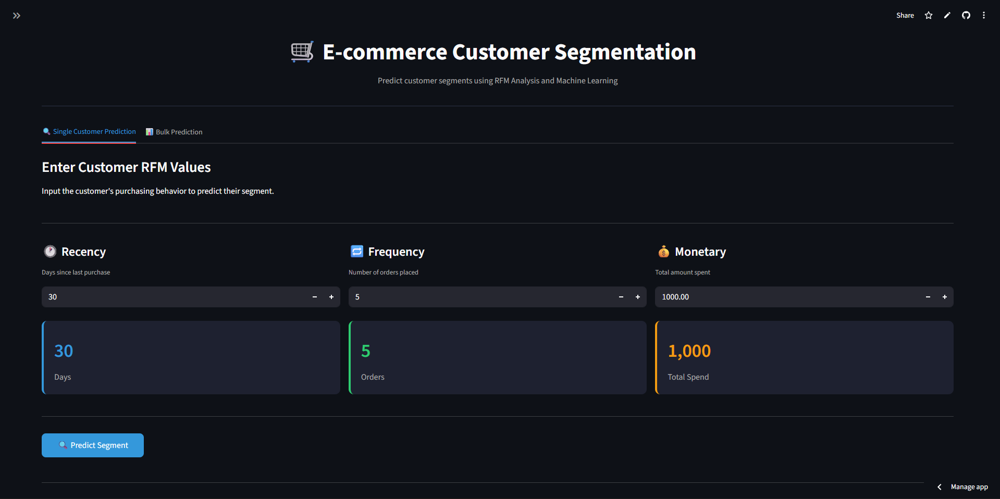 Share
E-commerce Customer Segmentation
Predict customer segments using RFM Analysis and Machine Learning
Single Customer Prediction
Bulk Prediction
Enter Customer RFM Values
Input the customer's purchasing behavior to predict their segment.
Recency
Days since last purchase
30
30
Days
Frequency
Number of orders placed
5
5
Orders
Monetary
Total amount spent
1000.00
1,000
Total Spend
Predict Segment
Manage app